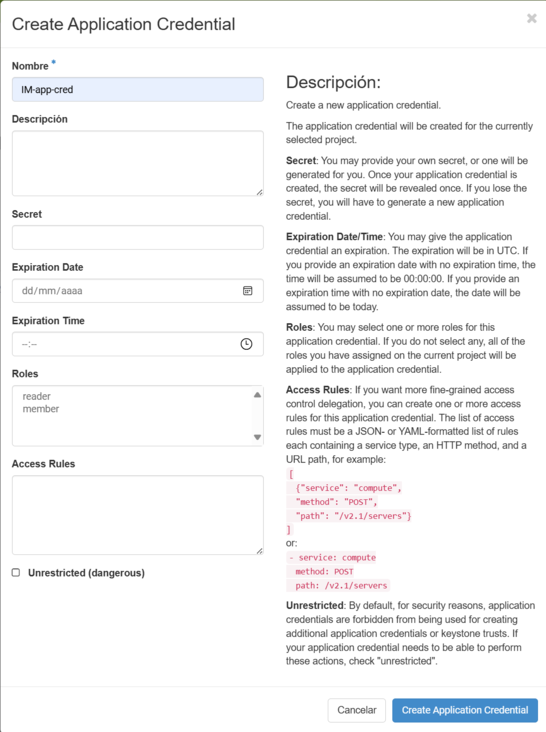 Create Application Credential
×
Nombre *
IM-app-cred
Descripción
Secret
Expiration Date
dd/mm/aaaa
Expiration Time
--:--
Roles
reader
member
Access Rules
Unrestricted (dangerous)
Descripción:
Create a new application credential.
The application credential will be created for the currently
selected project.
Secret: You may provide your own secret, or one will be
generated for you. Once your application credential is
created, the secret will be revealed once. If you lose the
secret, you will have to generate a new application
credential.
Expiration Date/Time: You may give the application
credential an expiration. The expiration will be in UTC. If
you provide an expiration date with no expiration time, the
time will be assumed to be 00:00:00. If you provide an
expiration time with no expiration date, the date will be
assumed to be today.
Roles: You may select one or more roles for this
application credential. If you do not select any, all of the
roles you have assigned on the current project will be
applied to the application credential.
Access Rules: If you want more fine-grained access
control delegation, you can create one or more access
rules for this application credential. The list of access
rules must be a JSON- or YAML-formatted list of rules
each containing a service type, an HTTP method, and a
URL path, for example:
[
{"service": "compute",
"method": "POST",
"path": "/v2.1/servers"}
]
or:
- service: compute
method: POST
path: /v2.1/servers
Unrestricted: By default, for security reasons, application
credentials are forbidden from being used for creating
additional application credentials or keystone trusts. If
your application credential needs to be able to perform
these actions, check "unrestricted".
Cancelar
Create Application Credential